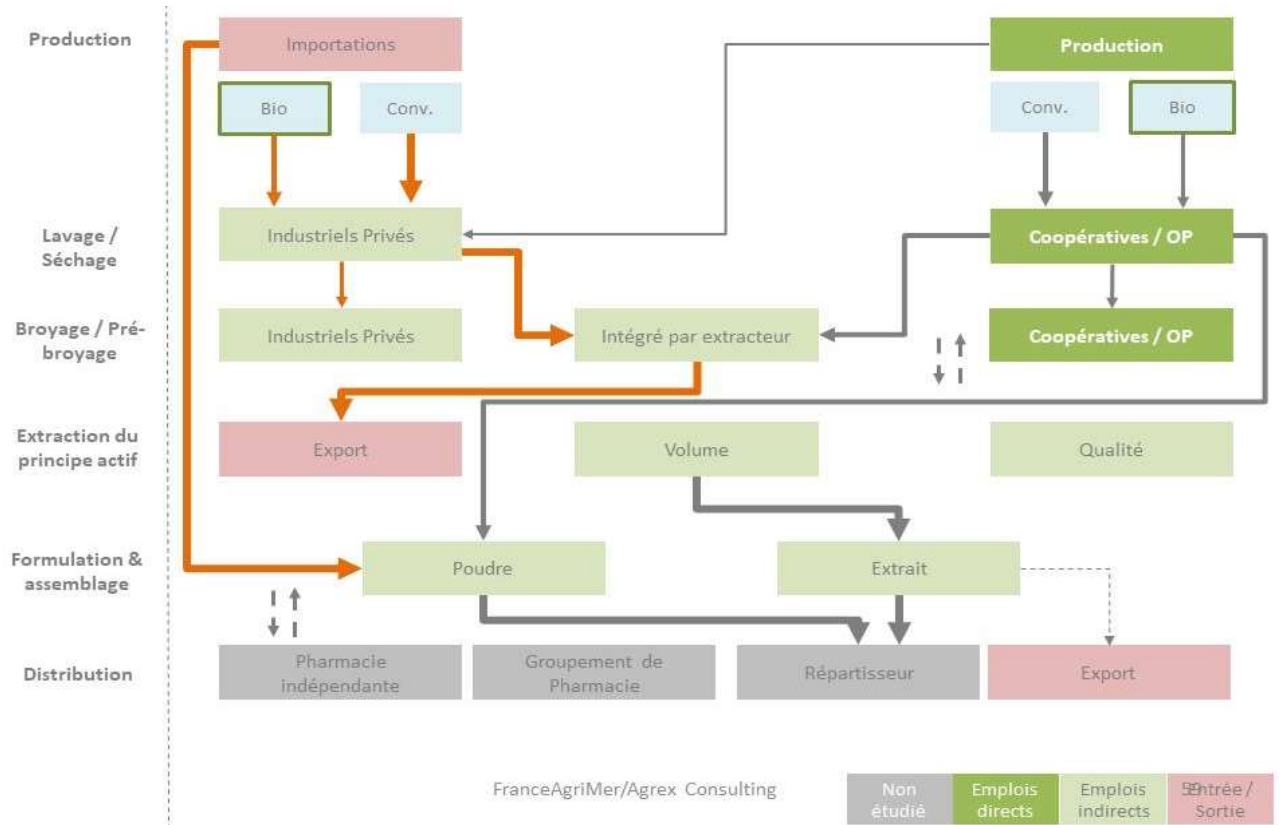 Production
Importations
Production
Bio
Conv.
Conv.
Bio
Lavage /
Séchage
Industriels Privés
Coopératives / OP
Broyage / Pré-
broyage
Industriels Privés
Intégré par extracteur
Coopératives / OP
Extraction du
principe actif
Export
Volume
Qualité
Formulation &
assemblage
Poudre
Extrait
Distribution
Pharmacie
indépendante
Groupement de
Pharmacie
Répartisseur
Export
FranceAgriMer/Agrex Consulting
Non
étudié
Emplois
directs
Emplois
indirects
59
Entrée /
Sortie